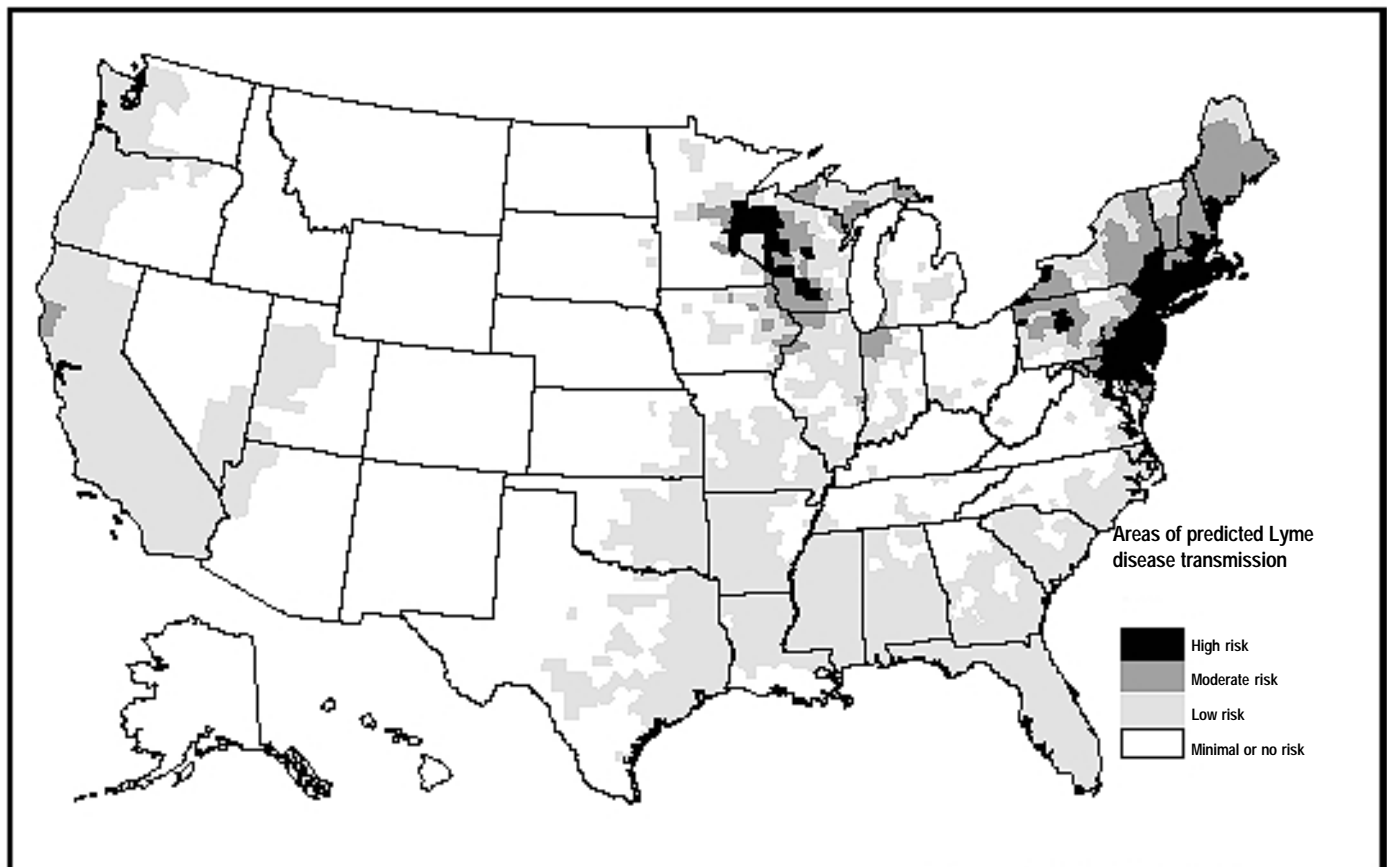 Areas of predicted Lyme
disease transmission
High risk
Moderate risk
Low risk
Minimal or no risk